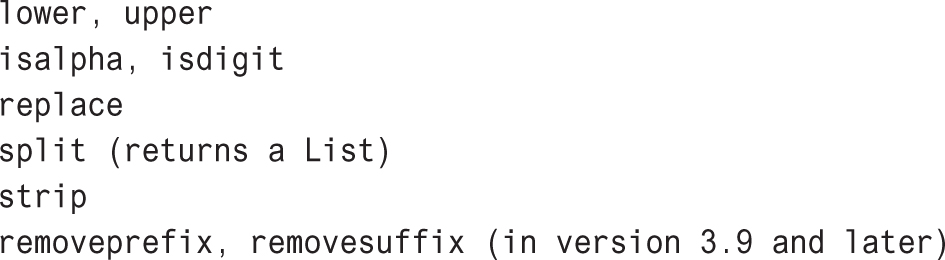 lower, upper
isalpha, isdigit
replace
split (returns a List)
strip
removeprefix, removesuffix (in version 3.9 and later)